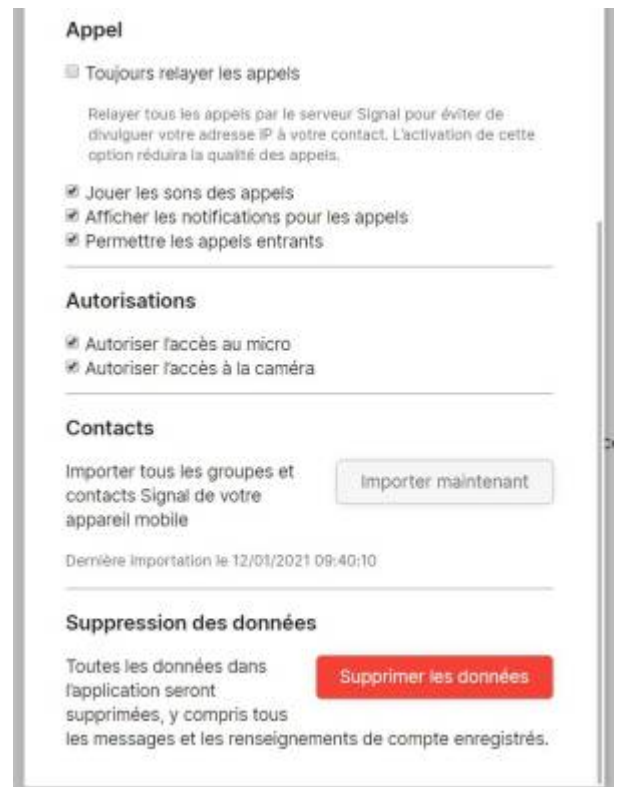 Appel
Toujours relayer les appels
Relayer tous les appels par le serveur Signal pour éviter de
divulguer votre adresse IP à votre contact. L'activation de cette
option réduira la qualité des appels.
Jouer les sons des appels
Afficher les notifications pour les appels
Permettre les appels entrants
Autorisations
Autoriser l'accès au micro
Autoriser l'accès à la caméra
Contacts
Importer tous les groupes et
contacts Signal de votre
appareil mobile
Importer maintenant
Dernière importation le 12/01/2021 09:40:10
Suppression des données
Toutes les données dans
l'application seront
supprimées, y compris tous
les messages et les renseignements de compte enregistrés.
Supprimer les données